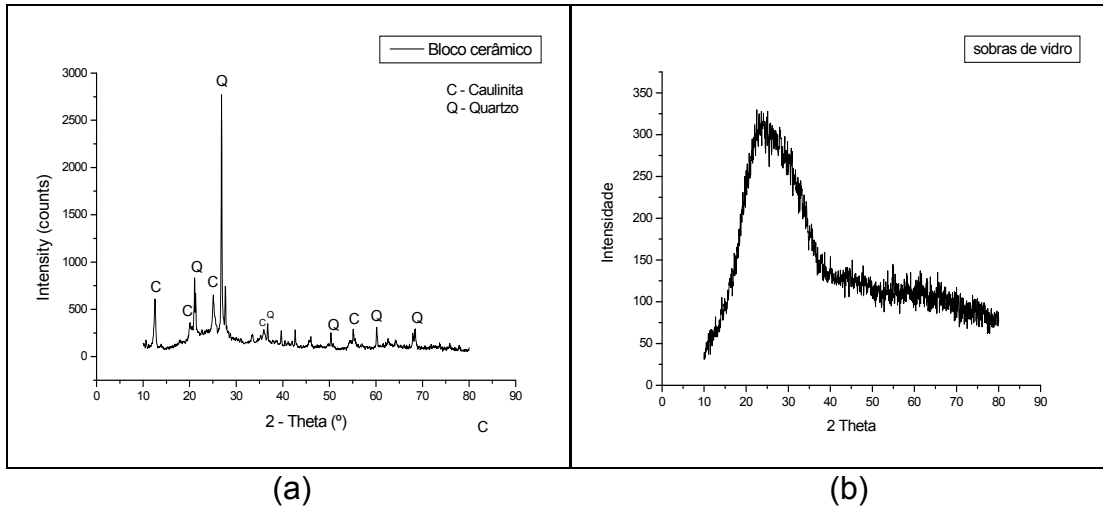 Bloco cerâmico
C - Caulinita
Q - Quartzo
Intensity (counts)
3000
2500
2000
1500
1000
500
0
Q
C
Q
C
C
C
Q
Q
C
Q
Q
0 10 20 30 40 50 60 70 80 90
2 - Theta (º)
C
(a)
sobras de vidro
Intensidade
350
300
250
200
150
100
50
0
0 10 20 30 40 50 60 70 80 90
2 Theta
(b)